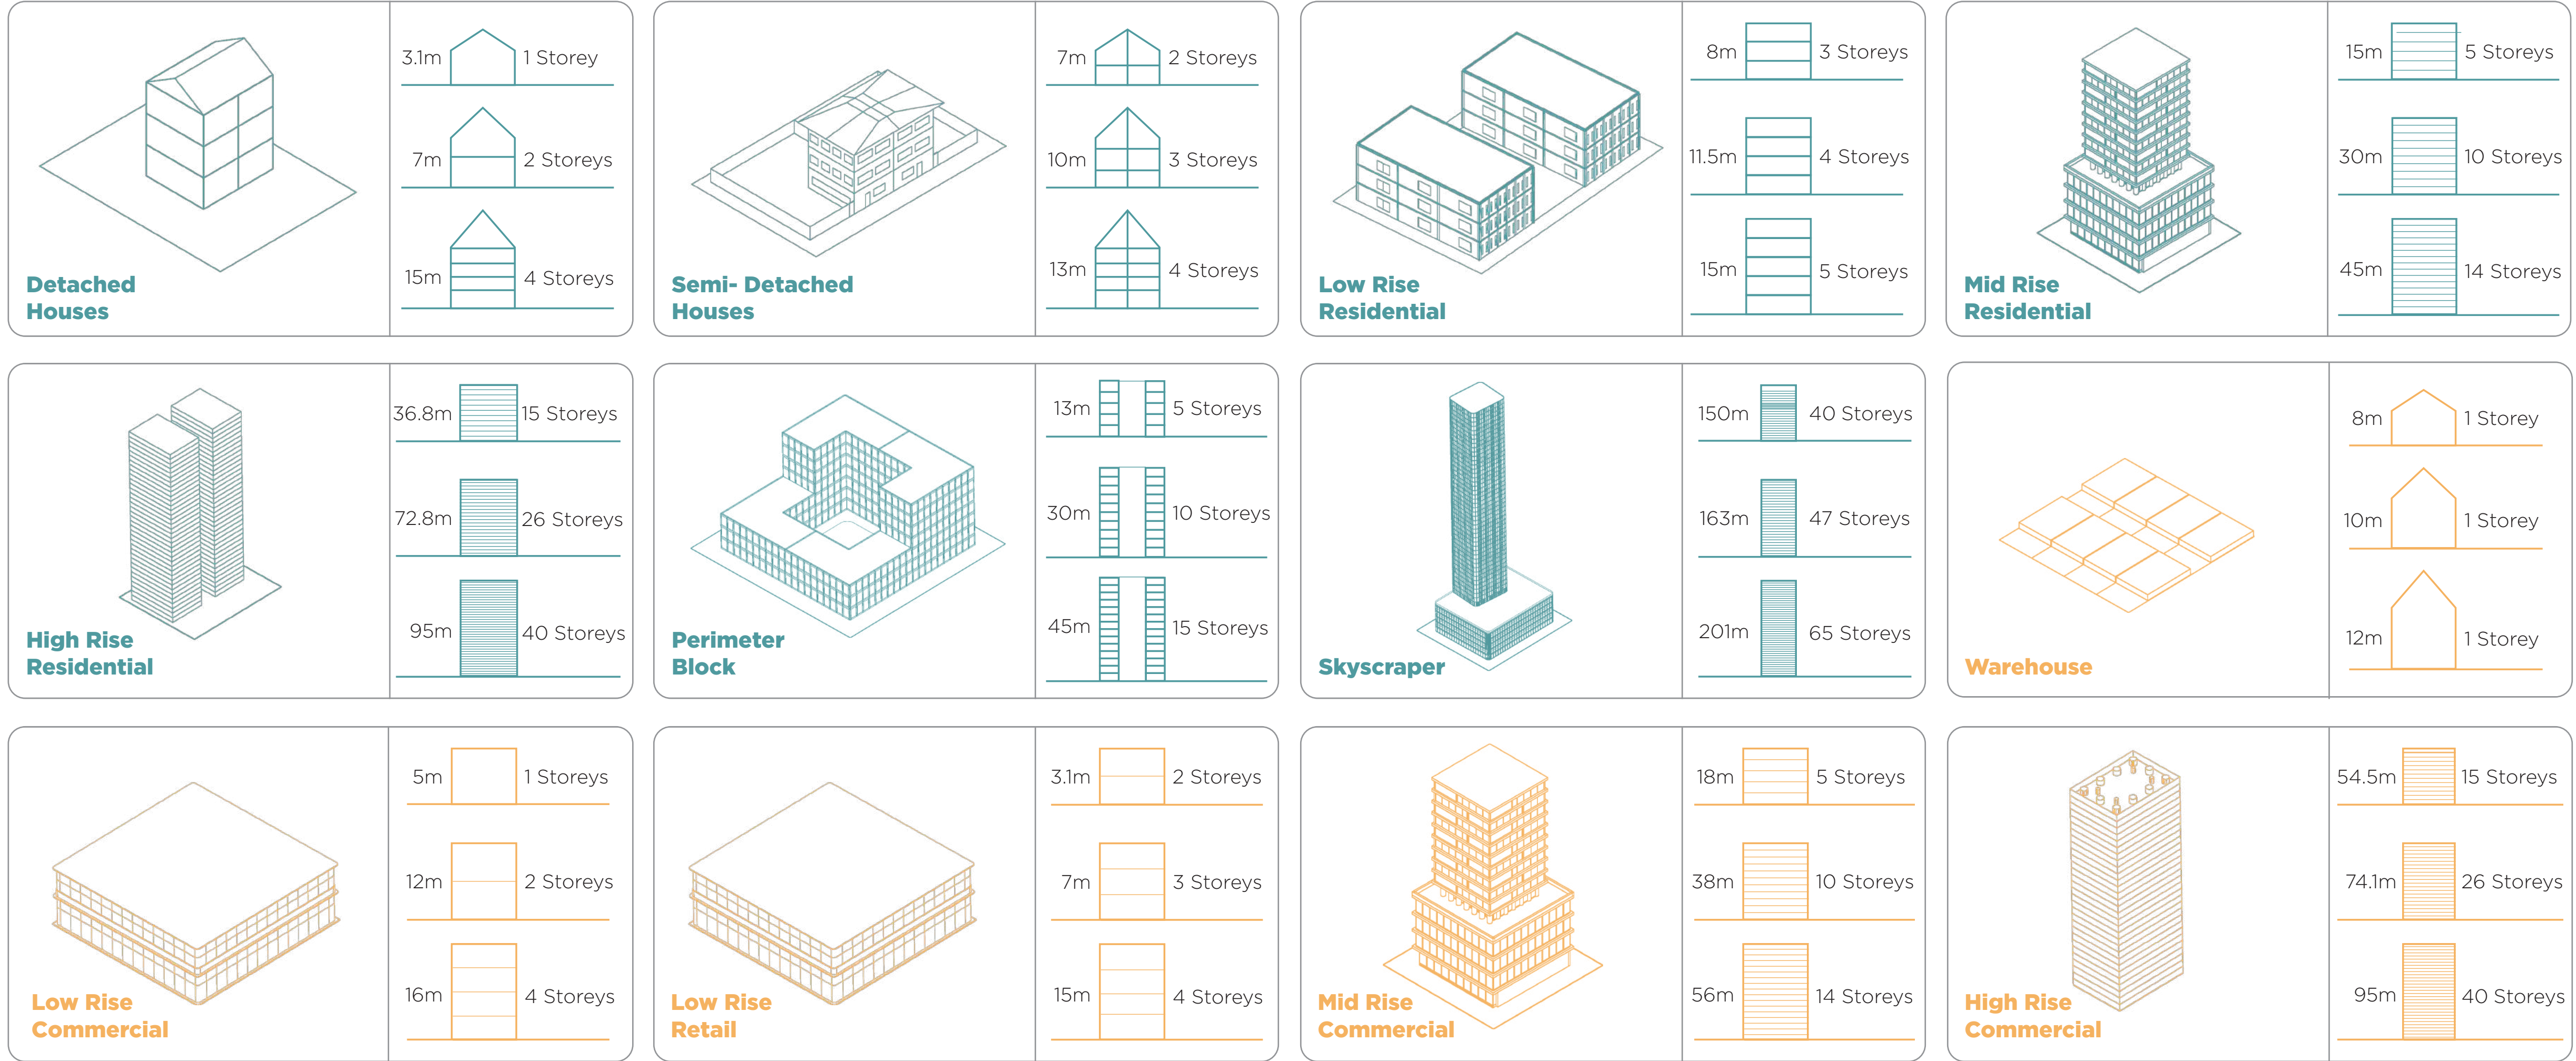 3.1m 1 Storey
7m 2 Storeys
15m 4 Storeys
Detached
Houses
7m 2 Storeys
10m 3 Storeys
13m 4 Storeys
Semi- Detached
Houses
8m 3 Storeys
11.5m 4 Storeys
15m 5 Storeys
Low Rise
Residential
15m 5 Storeys
30m 10 Storeys
45m 14 Storeys
Mid Rise
Residential
36.8m 15 Storeys
72.8m 26 Storeys
95m 40 Storeys
High Rise
Residential
13m 5 Storeys
30m 10 Storeys
45m 15 Storeys
Perimeter
Block
150m 40 Storeys
163m 47 Storeys
201m 65 Storeys
Skyscraper
8m 1 Storey
10m 1 Storey
12m 1 Storey
Warehouse
5m 1 Storeys
12m 2 Storeys
16m 4 Storeys
Low Rise
Commercial
3.1m 2 Storeys
7m 3 Storeys
15m 4 Storeys
Low Rise
Retail
18m 5 Storeys
38m 10 Storeys
56m 14 Storeys
Mid Rise
Commercial
54.5m 15 Storeys
74.1m 26 Storeys
95m 40 Storeys
High Rise
Commercial